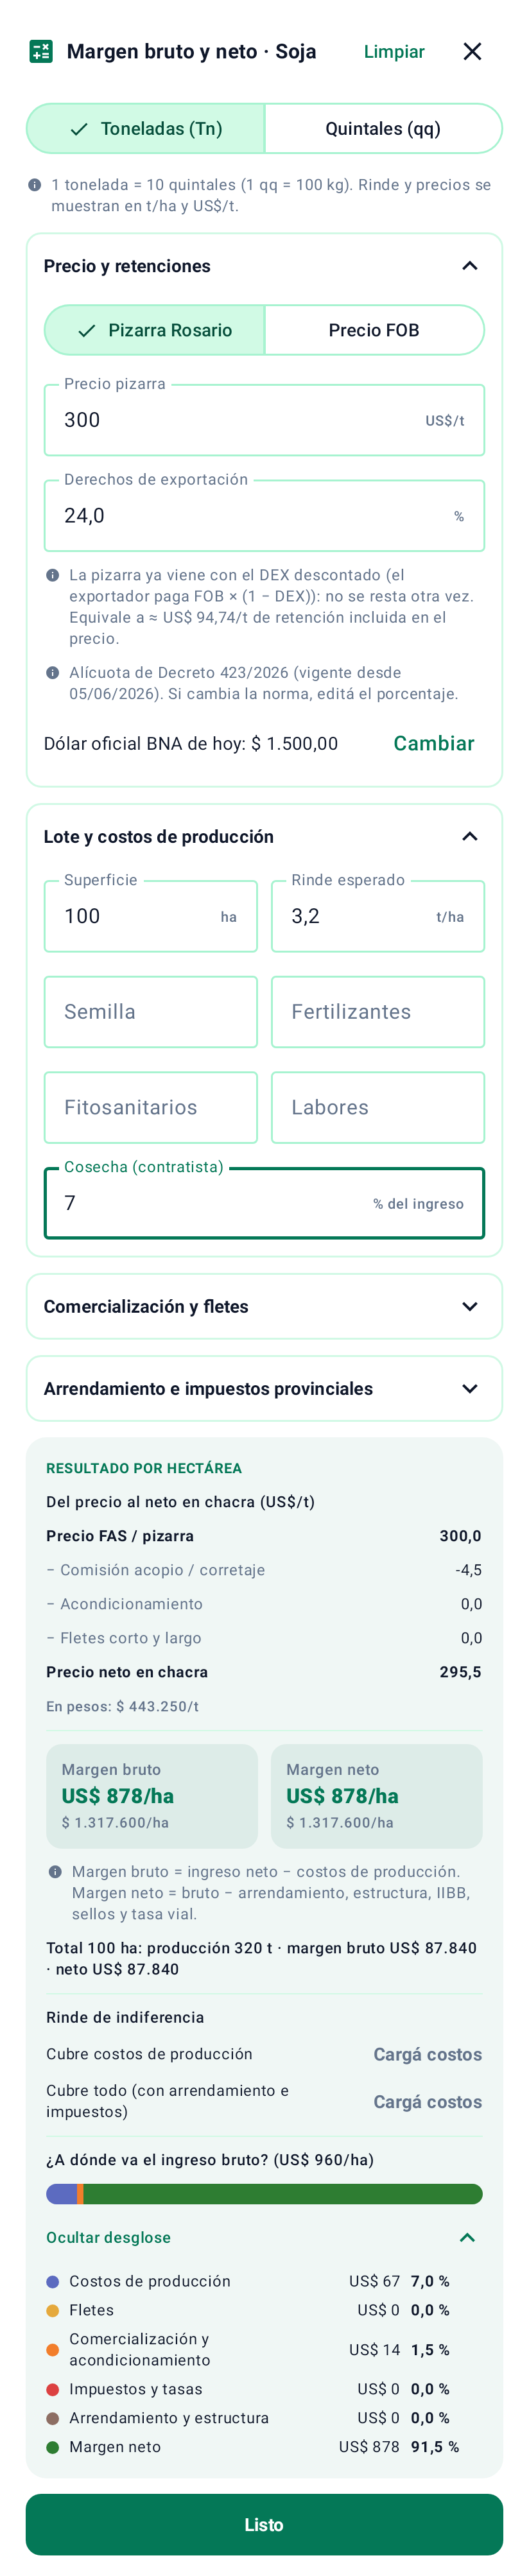 Margen bruto y neto · Soja
Limpiar
Toneladas (Tn)
Quintales (qq)
1 tonelada = 10 quintales (1 qq = 100 kg). Rinde y precios se
muestran en t/ha y US$/t.
Precio y retenciones
Pizarra Rosario
Precio FOB
Precio pizarra
300
US$/t
Derechos de exportación
24,0
%
La pizarra ya viene con el DEX descontado (el
exportador paga FOB × (1 − DEX)): no se resta otra vez.
Equivale a ≈ US$ 94,74/t de retención incluida en el
precio.
Alícuota de Decreto 423/2026 (vigente desde
05/06/2026). Si cambia la norma, editá el porcentaje.
Dólar oficial BNA de hoy: $ 1.500,00
Cambiar
Lote y costos de producción
Superficie
100
ha
Rinde esperado
3,2
t/ha
Semilla
Fertilizantes
Fitosanitarios
Labores
Cosecha (contratista)
7
% del ingreso
Comercialización y fletes
Arrendamiento e impuestos provinciales
RESULTADO POR HECTÁREA
Del precio al neto en chacra (US$/t)
Precio FAS / pizarra 300,0
− Comisión acopio / corretaje -4,5
− Acondicionamiento 0,0
− Fletes corto y largo 0,0
Precio neto en chacra 295,5
En pesos: $ 443.250/t
Margen bruto
US$ 878/ha
$ 1.317.600/ha
Margen neto
US$ 878/ha
$ 1.317.600/ha
Margen bruto = ingreso neto − costos de producción.
Margen neto = bruto − arrendamiento, estructura, IIBB,
sellos y tasa vial.
Total 100 ha: producción 320 t · margen bruto US$ 87.840
· neto US$ 87.840
Rinde de indiferencia
Cubre costos de producción Cargá costos
Cubre todo (con arrendamiento e
impuestos)
Cargá costos
¿A dónde va el ingreso bruto? (US$ 960/ha)
Ocultar desglose
Costos de producción US$ 67 7,0 %
Fletes US$ 0 0,0 %
Comercialización y
acondicionamiento
US$ 14 1,5 %
Impuestos y tasas US$ 0 0,0 %
Arrendamiento y estructura US$ 0 0,0 %
Margen neto US$ 878 91,5 %
Listo